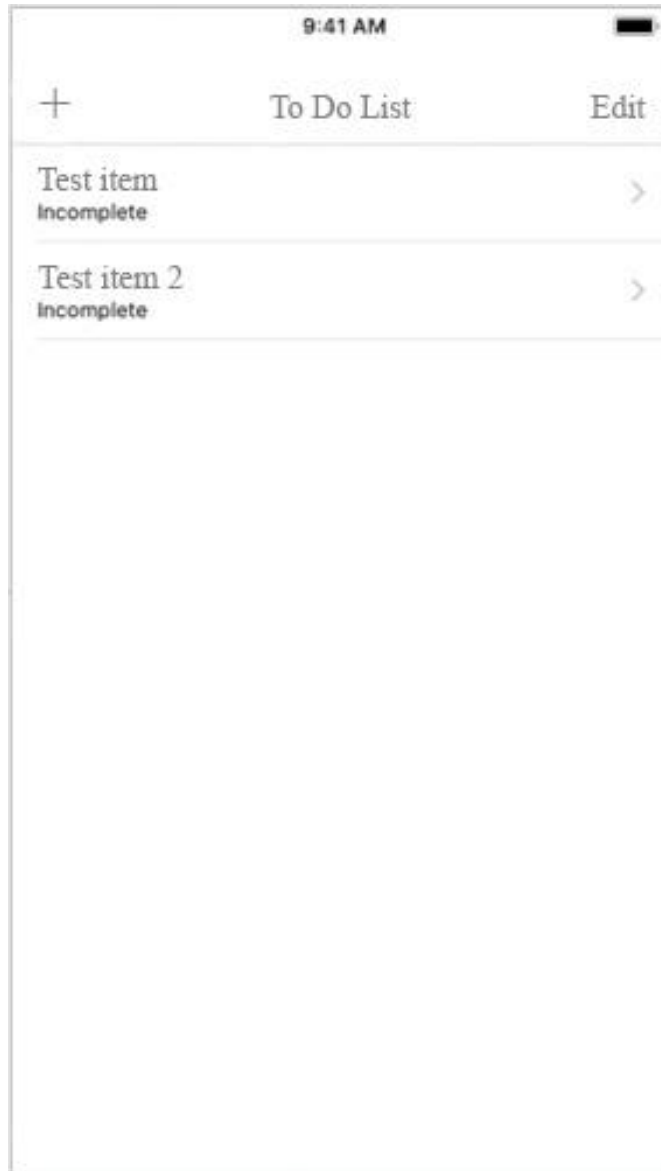 9:41 AM
+ To Do List Edit
Test item
Incomplete
Test item 2
Incomplete